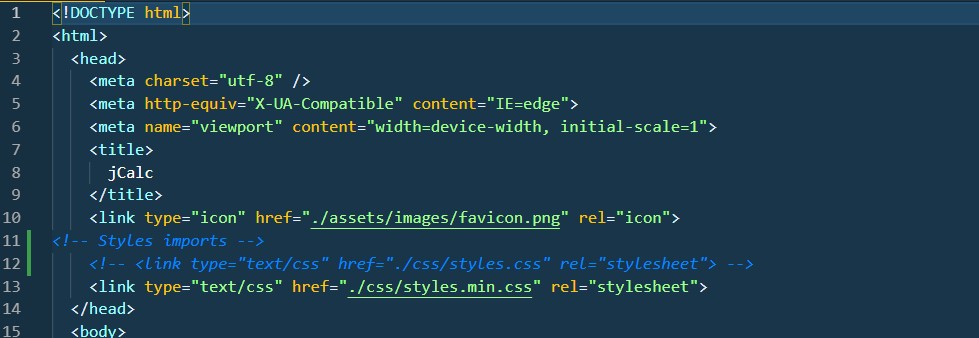 1 <!DOCTYPE html>
2 <html>
3   <head>
4     <meta charset="utf-8" />
5     <meta http-equiv="X-UA-Compatible" content="IE=edge">
6     <meta name="viewport" content="width=device-width, initial-scale=1">
7     <title>
8       jCalc
9     </title>
10     <link type="icon" href="./assets/images/favicon.png" rel="icon">
11 <!-- Styles imports -->
12     <!-- <link type="text/css" href="./css/styles.css" rel="stylesheet"> -->
13     <link type="text/css" href="./css/styles.min.css" rel="stylesheet">
14   </head>
15   <body>